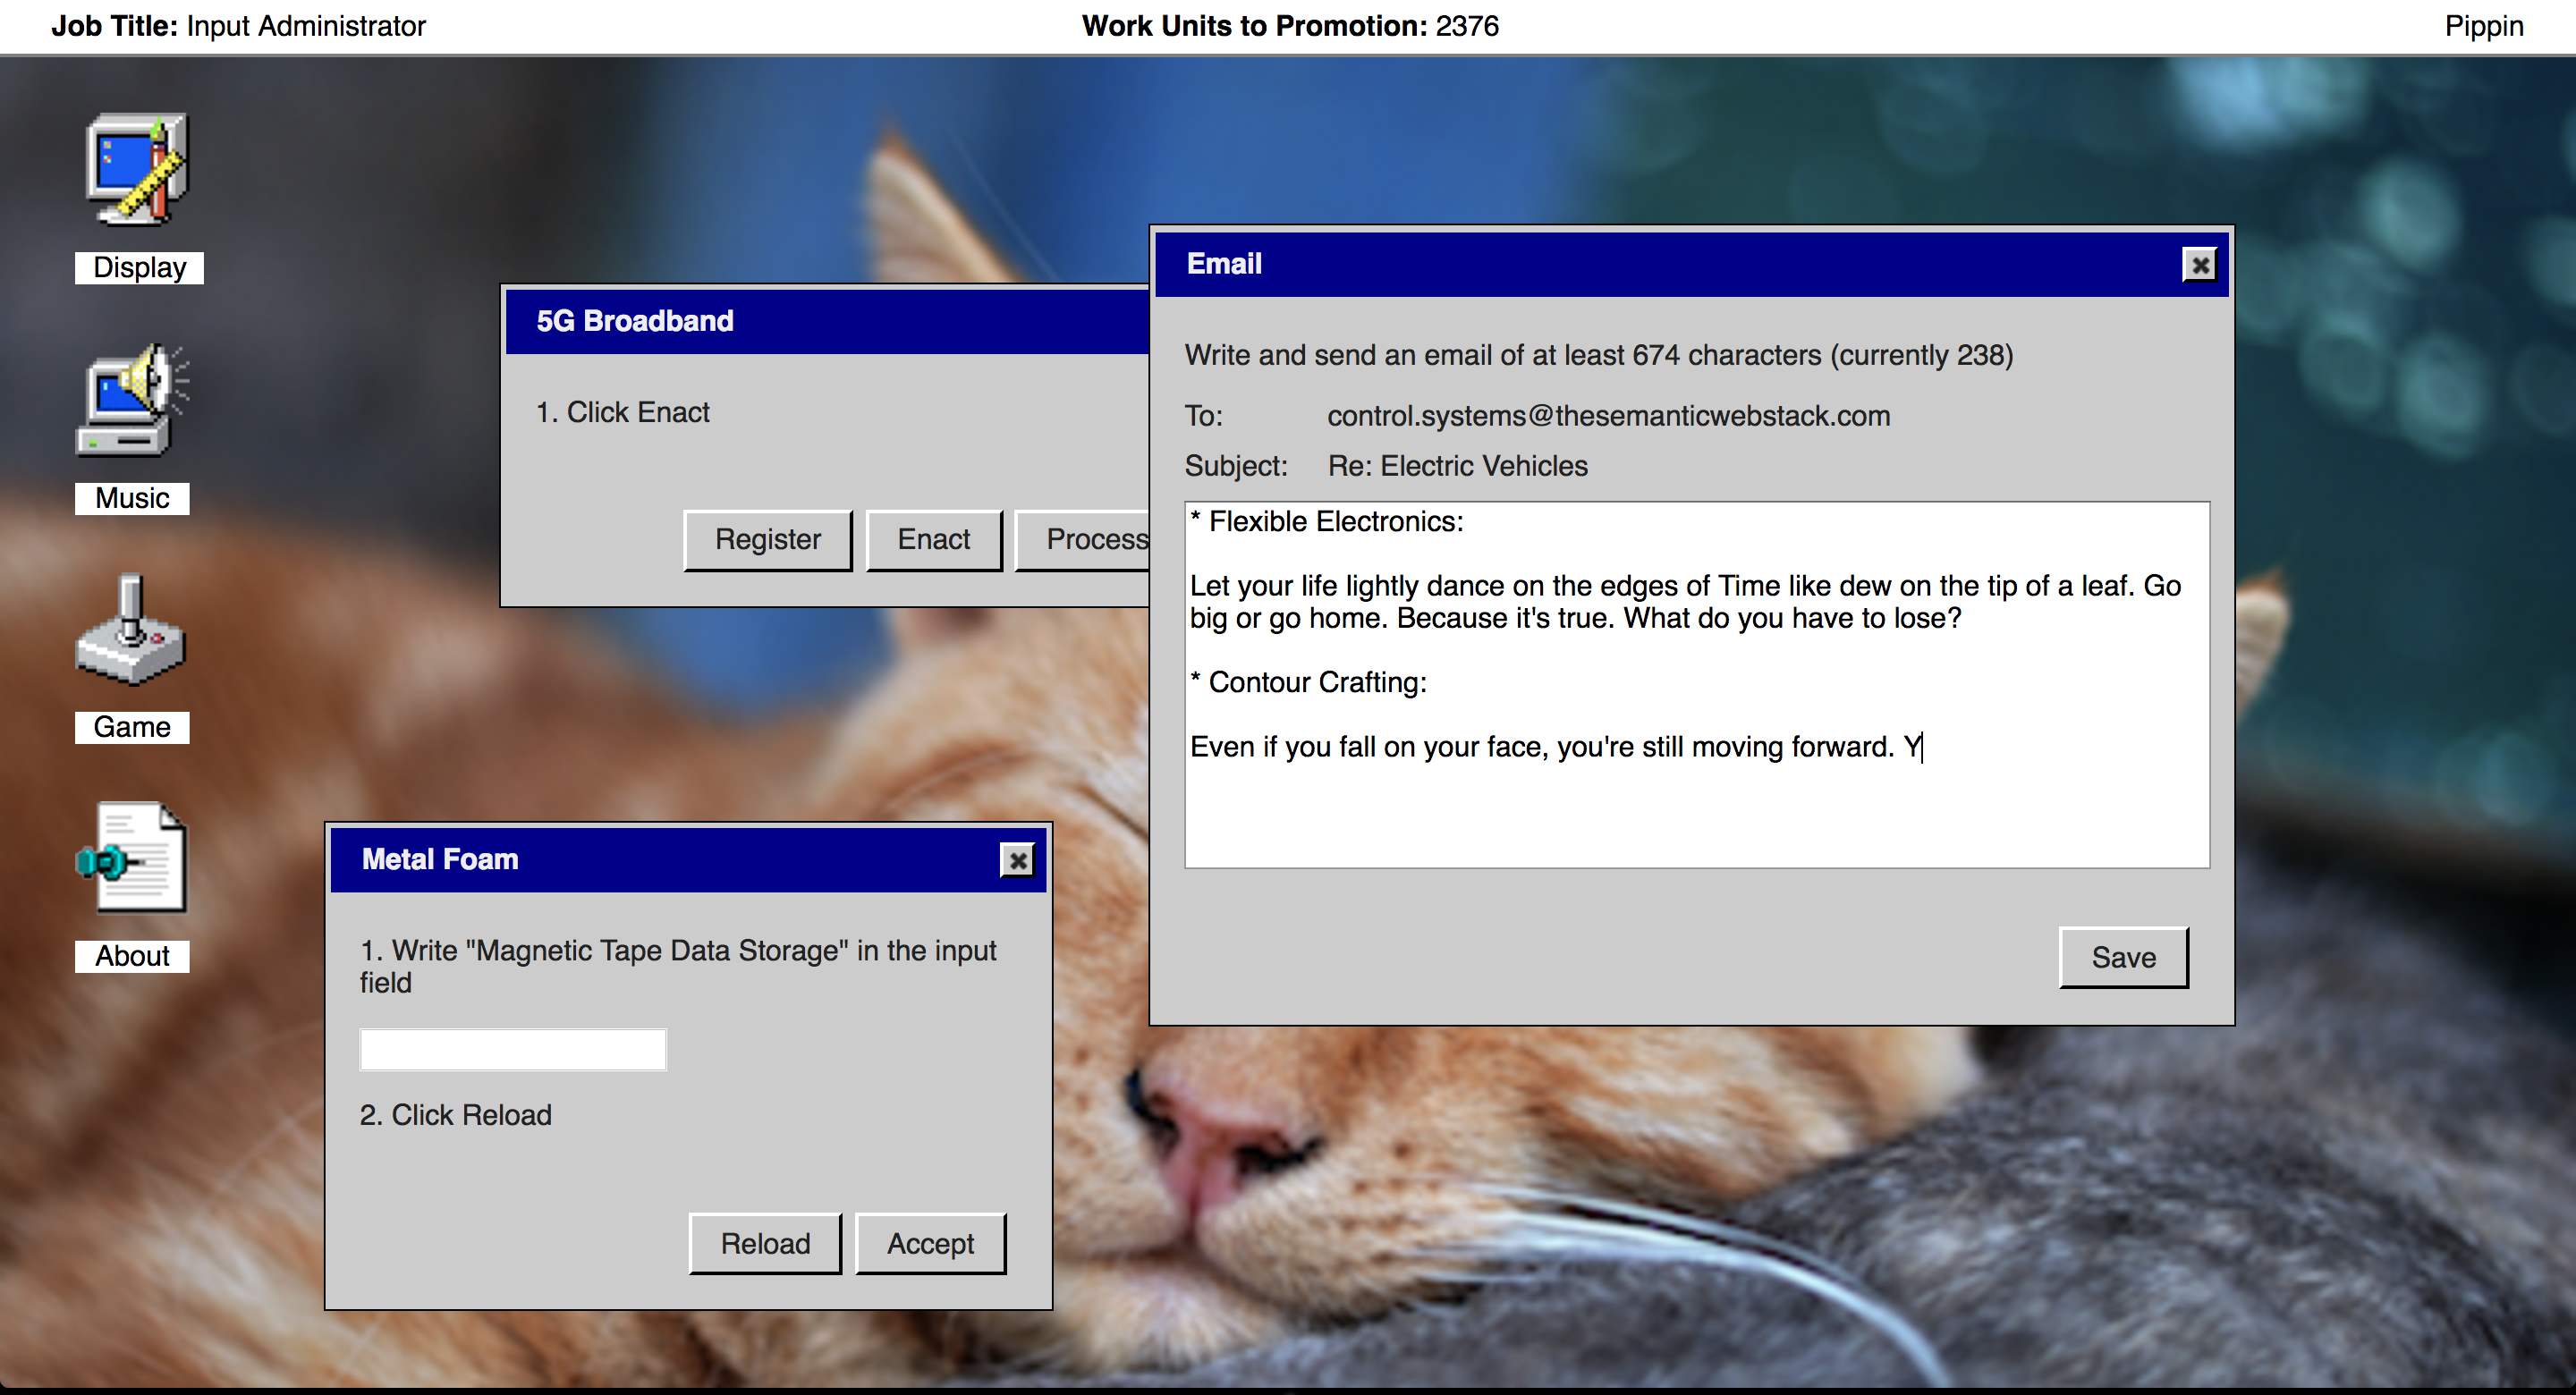 Job Title: Input Administrator
Work Units to Promotion: 2376
Pippin
Display
Music
Game
About
5G Broadband
1. Click Enact
Register
Enact
Process
Email
Write and send an email of at least 674 characters (currently 238)
To: control.systems@thesemanticwebstack.com
Subject: Re: Electric Vehicles
* Flexible Electronics:
Let your life lightly dance on the edges of Time like dew on the tip of a leaf. Go
big or go home. Because it's true. What do you have to lose?
* Contour Crafting:
Even if you fall on your face, you're still moving forward. Y
Save
Metal Foam
1. Write "Magnetic Tape Data Storage" in the input
field
2. Click Reload
Reload
Accept